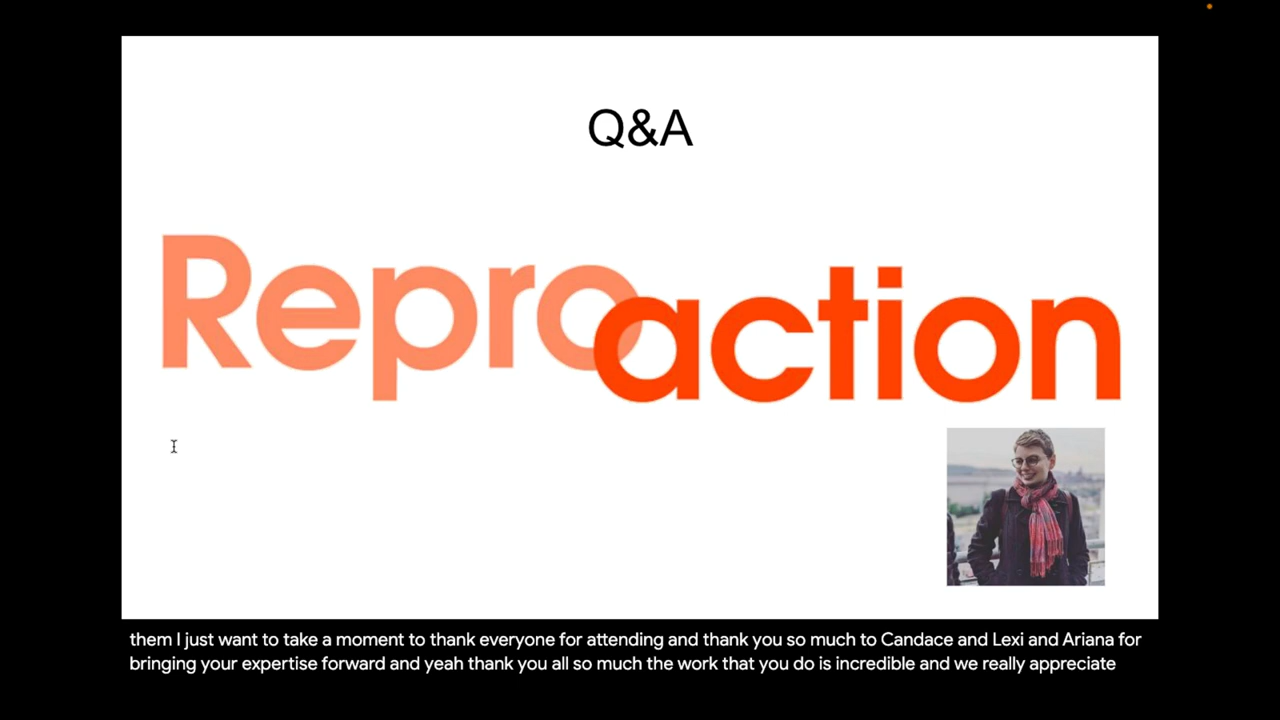 Q&A
Reproaction
them I just want to take a moment to thank everyone for attending and thank you so much to Candace and Lexi and Ariana for
bringing your expertise forward and yeah thank you all so much the work that you do is incredible and we really appreciate